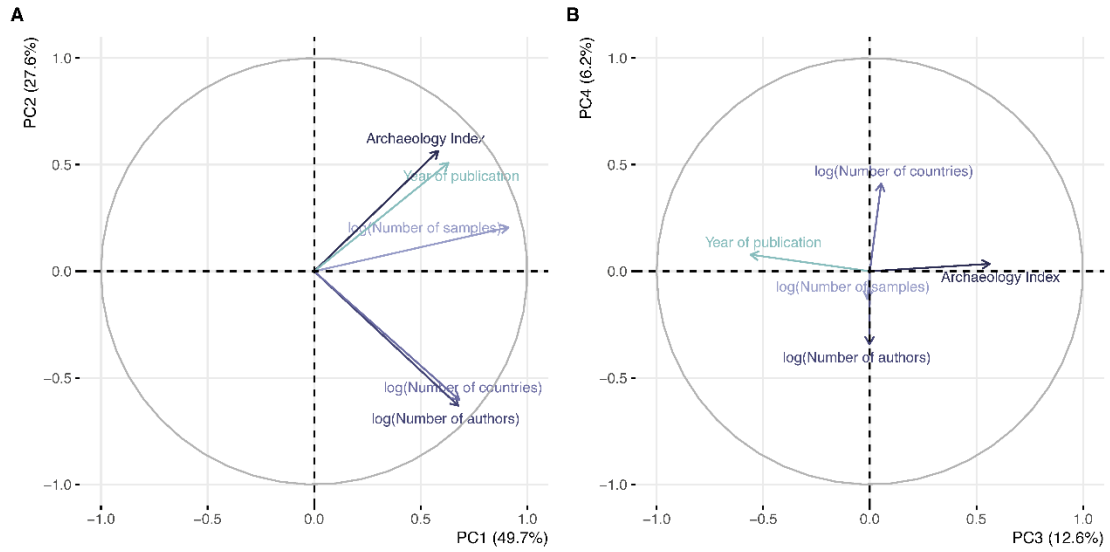 A
PC2 (27.6%)
1.0
0.5
0.0
−0.5
−1.0
Archaeology Index
Year of publication
log(Number of samples)
log(Number of countries)
log(Number of authors)
−1.0
−0.5
0.0
0.5
1.0
PC1 (49.7%)
B
PC4 (6.2%)
1.0
0.5
0.0
−0.5
−1.0
log(Number of countries)
Year of publication
Archaeology Index
log(Number of samples)
log(Number of authors)
−1.0
−0.5
0.0
0.5
1.0
PC3 (12.6%)